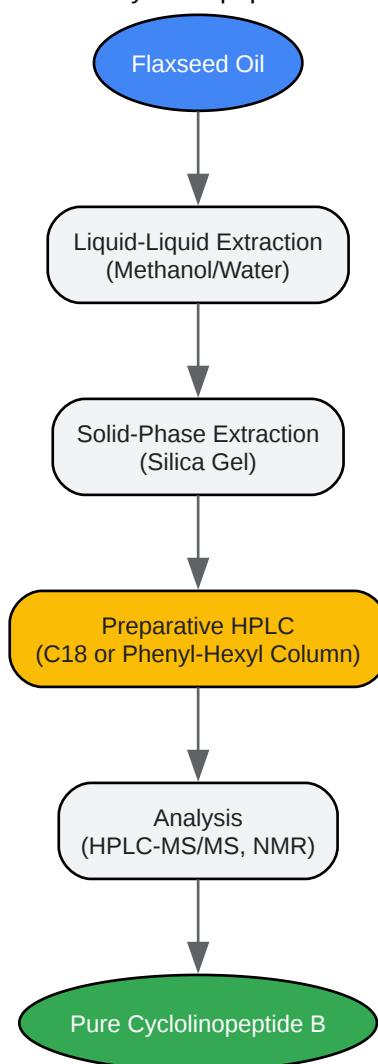 Flaxseed Oil
Liquid-Liquid Extraction
(Methanol/Water)
Solid-Phase Extraction
(Silica Gel)
Preparative HPLC
(C18 or Phenyl-Hexyl Column)
Analysis
(HPLC-MS/MS, NMR)
Pure Cyclolinopeptide B